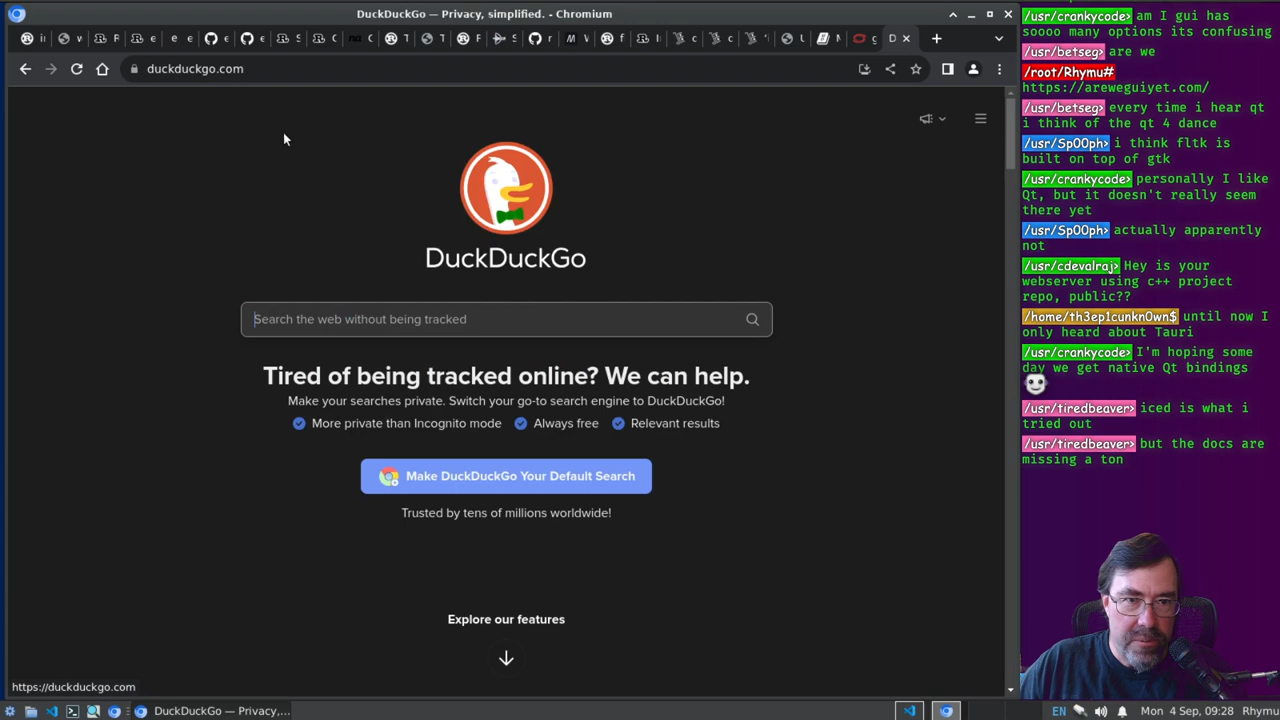 DuckDuckGo — Privacy, simplified. - Chromium
duckduckgo.com
DuckDuckGo
Search the web without being tracked
Tired of being tracked online? We can help.
Make your searches private. Switch your go-to search engine to DuckDuckGo!
More private than Incognito mode
Always free
Relevant results
Make DuckDuckGo Your Default Search
Trusted by tens of millions worldwide!
Explore our features
https://duckduckgo.com
DuckDuckGo — Privacy,...
EN
Mon 4 Sep, 09:28
Rhymu
/usr/crankycode> am I gui has
soooo many options its confusing
/usr/betseg> are we
/root/Rhymu#
https://areweguiyet.com/
/usr/betseg> every time i hear qt
i think of the qt 4 dance
/usr/Sp00ph> i think fltk is
built on top of gtk
/usr/crankycode> personally I like
Qt, but it doesn't really seem
there yet
/usr/Sp00ph> actually apparently
not
/usr/cdevalraj> Hey is your
webserver using c++ project
repo, public??
/home/th3ep1cunkn0wn$ until now I
only heard about Tauri
/usr/crankycode> I'm hoping some
day we get native Qt bindings
/usr/tiredbeaver> iced is what i
tried out
/usr/tiredbeaver> but the docs are
missing a ton